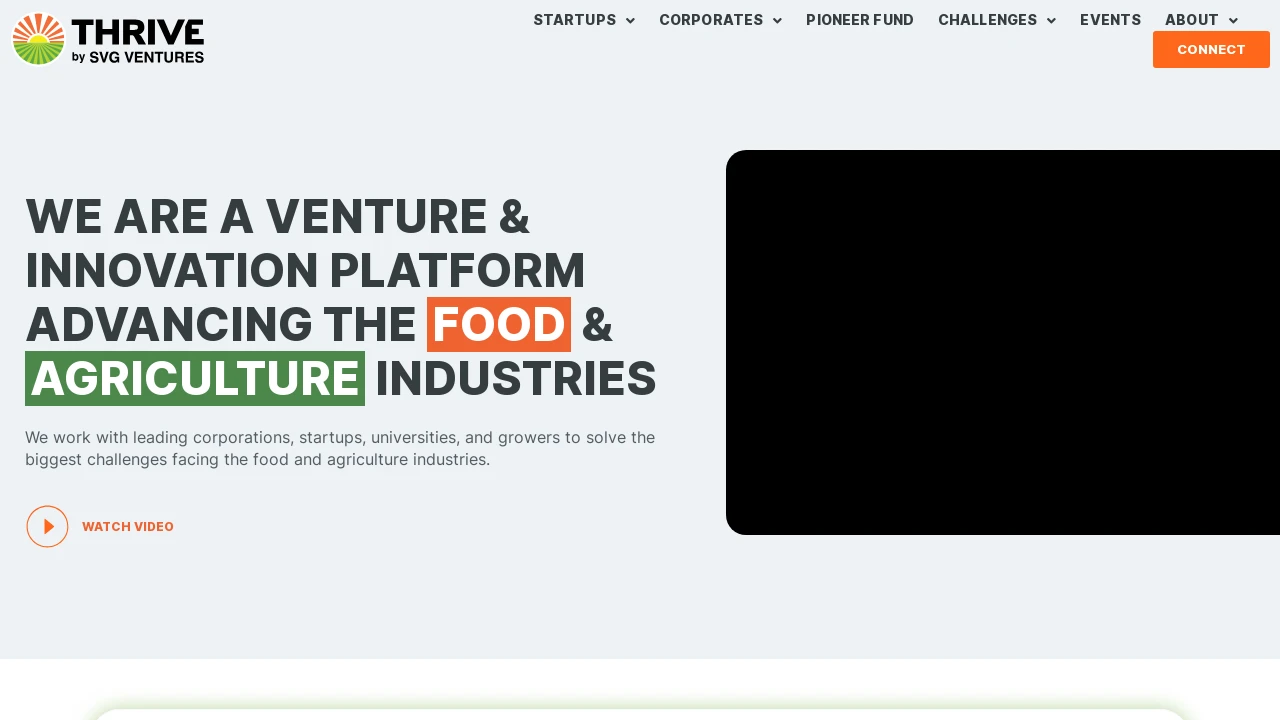 THRIVE
by SVG VENTURES
STARTUPS
CORPORATES
PIONEER FUND
CHALLENGES
EVENTS
ABOUT
CONNECT
WE ARE A VENTURE &
INNOVATION PLATFORM
ADVANCING THE FOOD &
AGRICULTURE INDUSTRIES
We work with leading corporations, startups, universities, and growers to solve the
biggest challenges facing the food and agriculture industries.
WATCH VIDEO